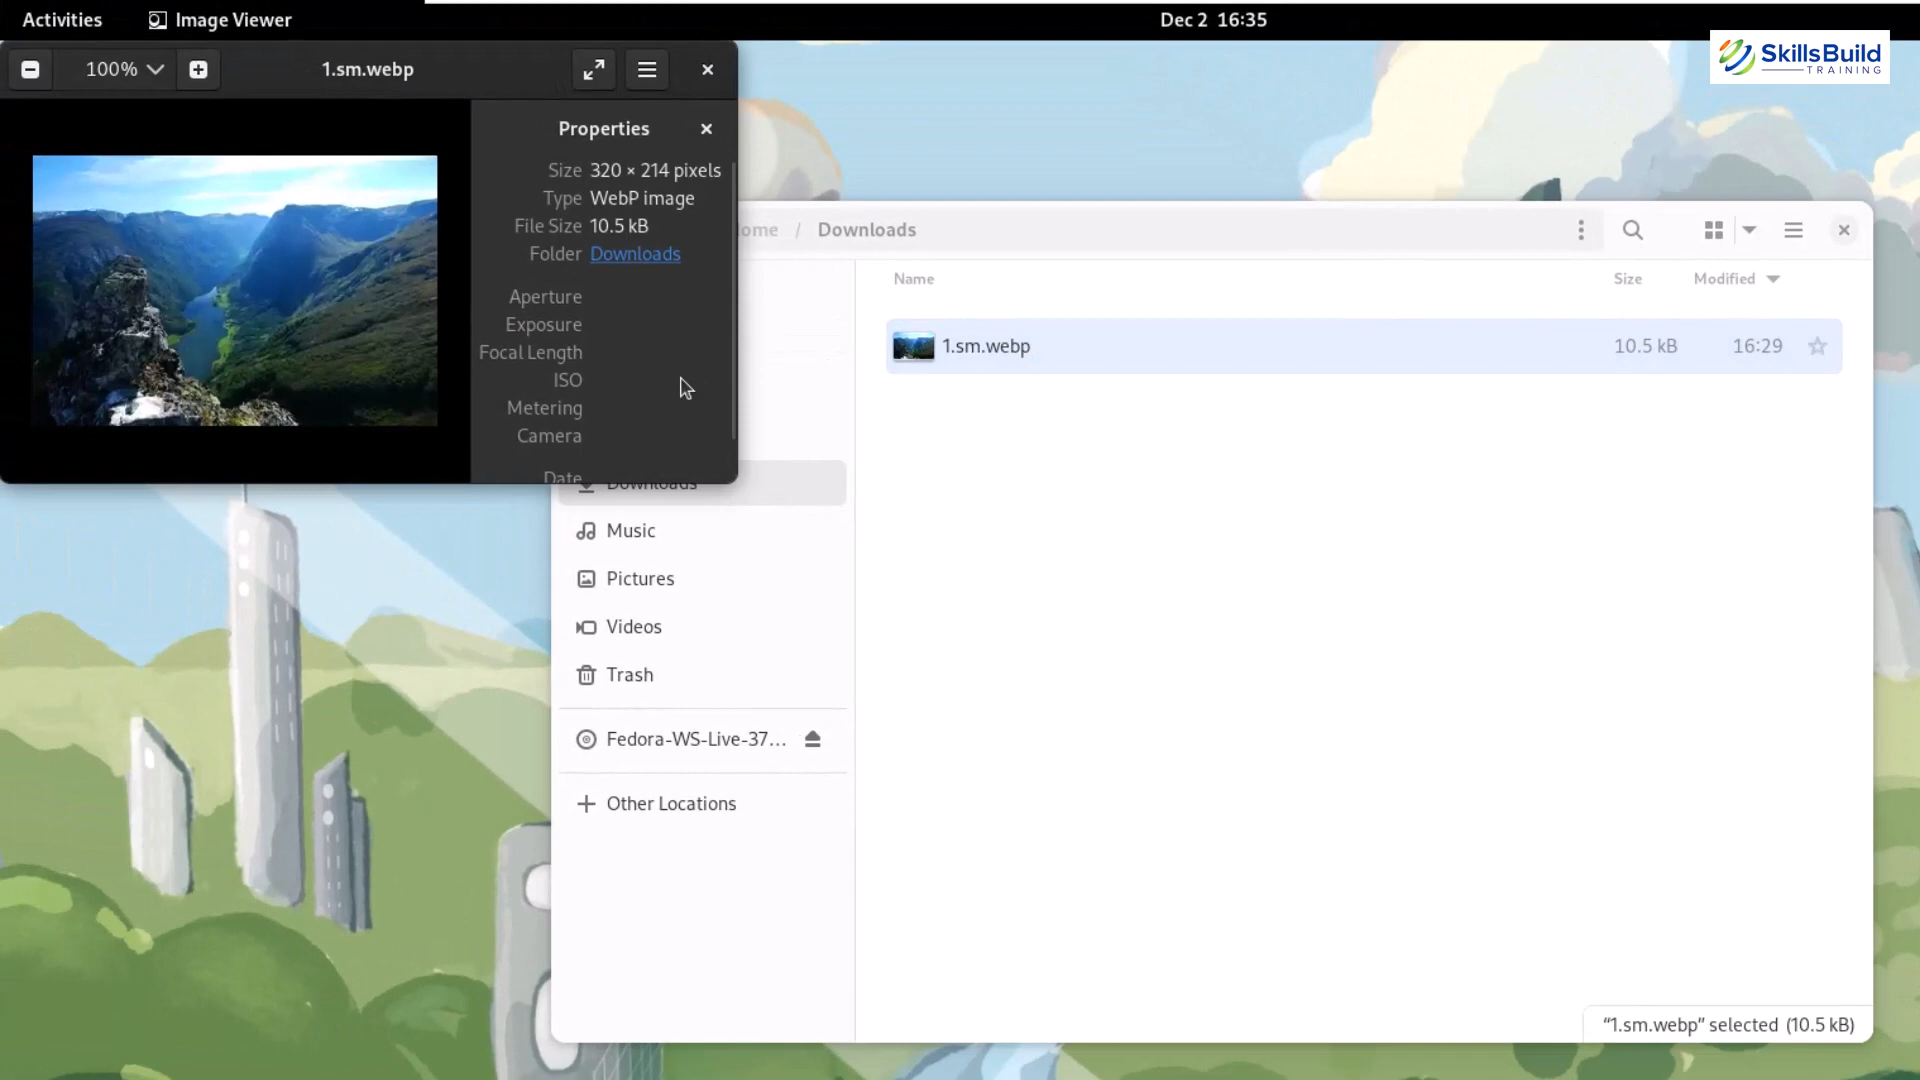 Activities
Image Viewer
Dec 2 16:35
SkillsBuild
TRAINING
100%
1.sm.webp
Properties
Size 320 × 214 pixels
Type WebP image
File Size 10.5 kB
Folder Downloads
Aperture
Exposure
Focal Length
ISO
Metering
Camera
Date
ome / Downloads
Name Size Modified
1.sm.webp 10.5 kB 16:29
Downloads
Music
Pictures
Videos
Trash
Fedora-WS-Live-37...
Other Locations
“1.sm.webp” selected (10.5 kB)